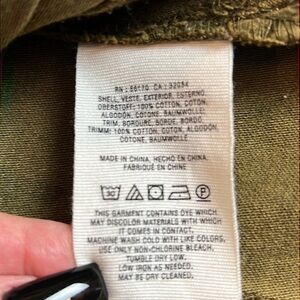 RN: 56170 CA: 32054
SHELL, VESTE, EXTERIOR, ESTERNO,
OBERSTOFF: 100% COTTON, COTON,
ALGODÓN, COTONE, BAUMWOLLE.
TRIM, BORDURE, BORDE, BORDO,
TRIMM: 100% COTTON, COTON, ALGODON
COTONE, BAUMWOLLE.
MADE IN CHINA, HECHO EN CHINA,
FABRIQUÉ EN CHINE
THIS GARMENT CONTAINS DYE WHICH
MAY DISCOLOR MATERIALS WITH WHICH
IT COMES IN CONTACT.
MACHINE WASH COLD WITH LIKE COLORS,
USE ONLY NON-CHLORINE BLEACH,
TUMBLE DRY LOW,
LOW IRON AS NEEDED,
MAY BE DRY CLEANED.